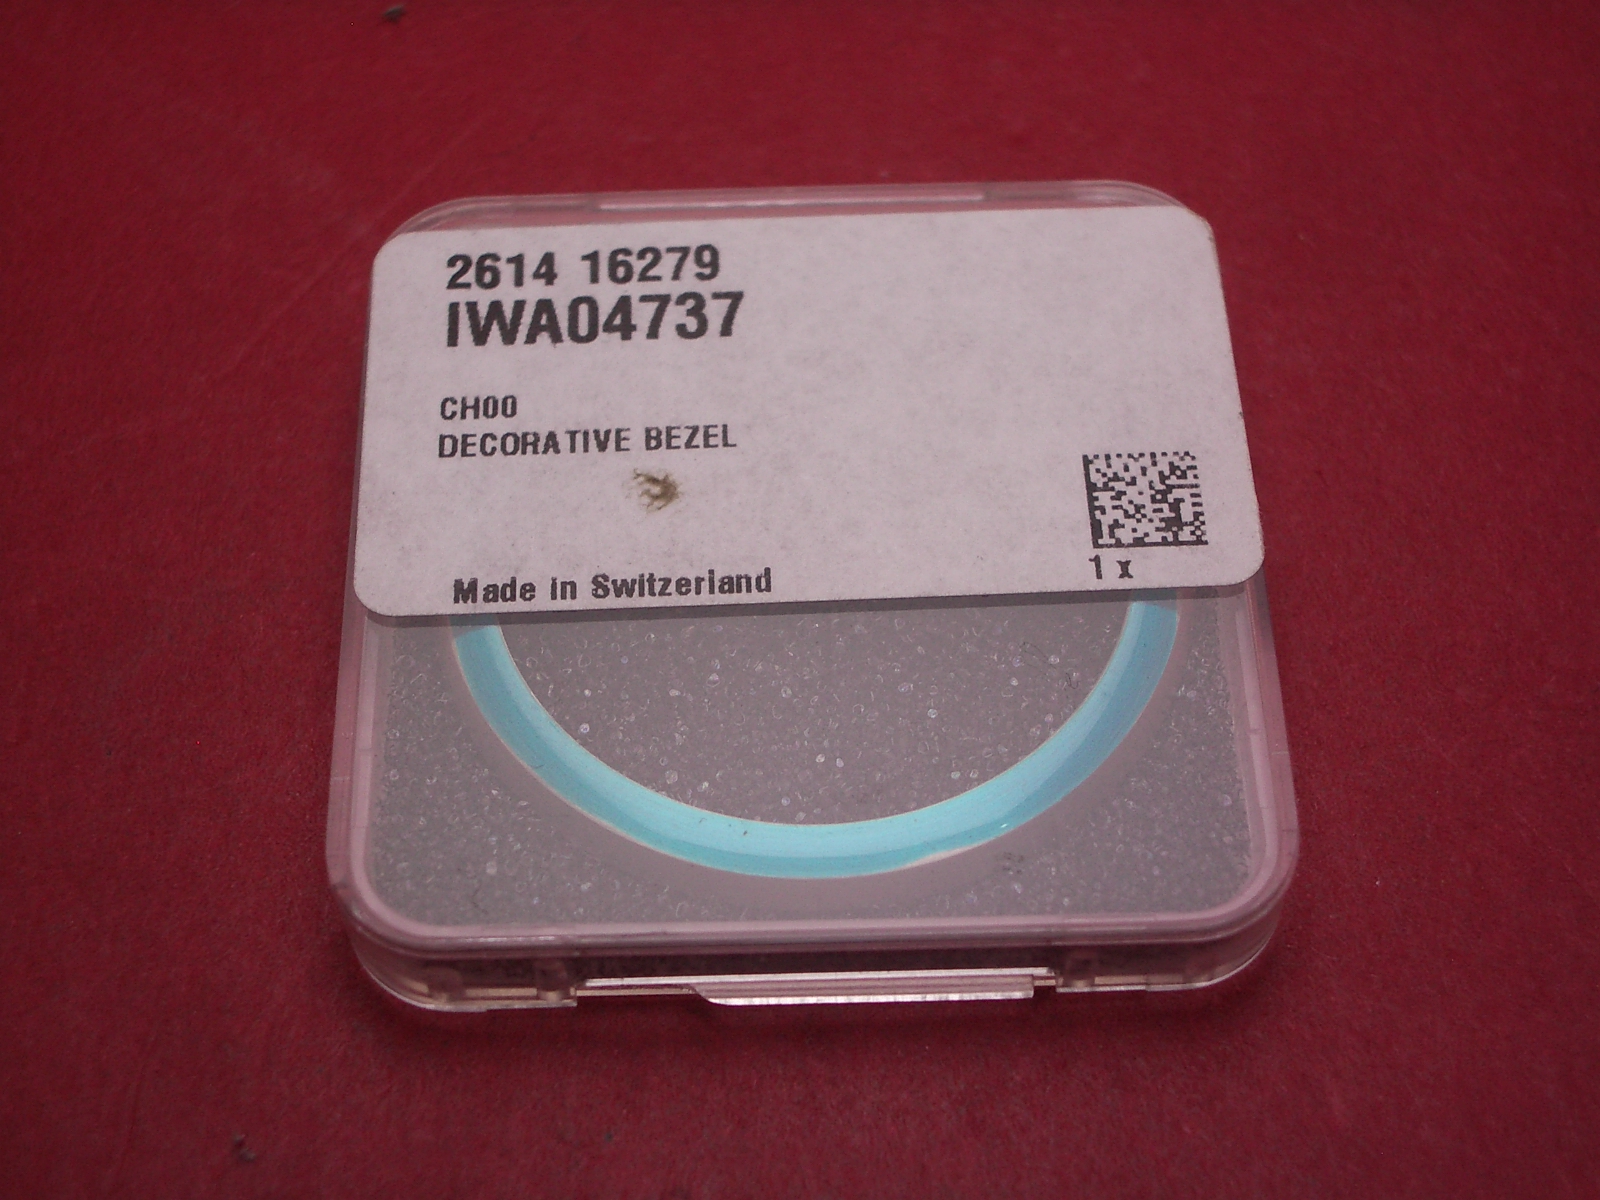 2614 16279
IWA04737
CH00
DECORATIVE BEZEL
1 x
Made in Switzerland